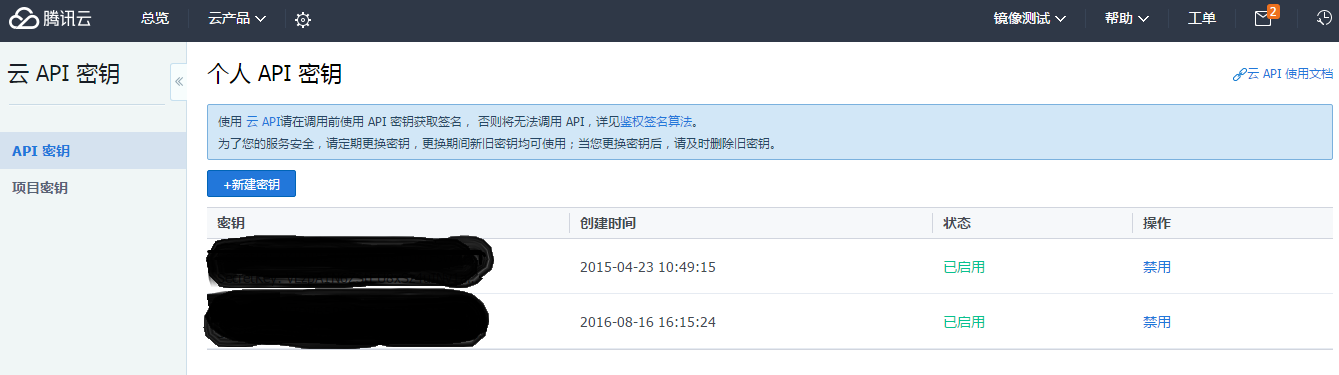 腾讯云 总览 云产品 镜像测试 帮助 工单 2
云 API 密钥
«
API 密钥
项目密钥
个人 API 密钥
云 API 使用文档
使用 云 API请在调用前使用 API 密钥获取签名， 否则将无法调用 API，详见鉴权签名算法。
为了您的服务安全，请定期更换密钥，更换期间新旧密钥均可使用；当您更换密钥后，请及时删除旧密钥。
+新建密钥
密钥 创建时间 状态 操作
2015-04-23 10:49:15 已启用 禁用
2016-08-16 16:15:24 已启用 禁用